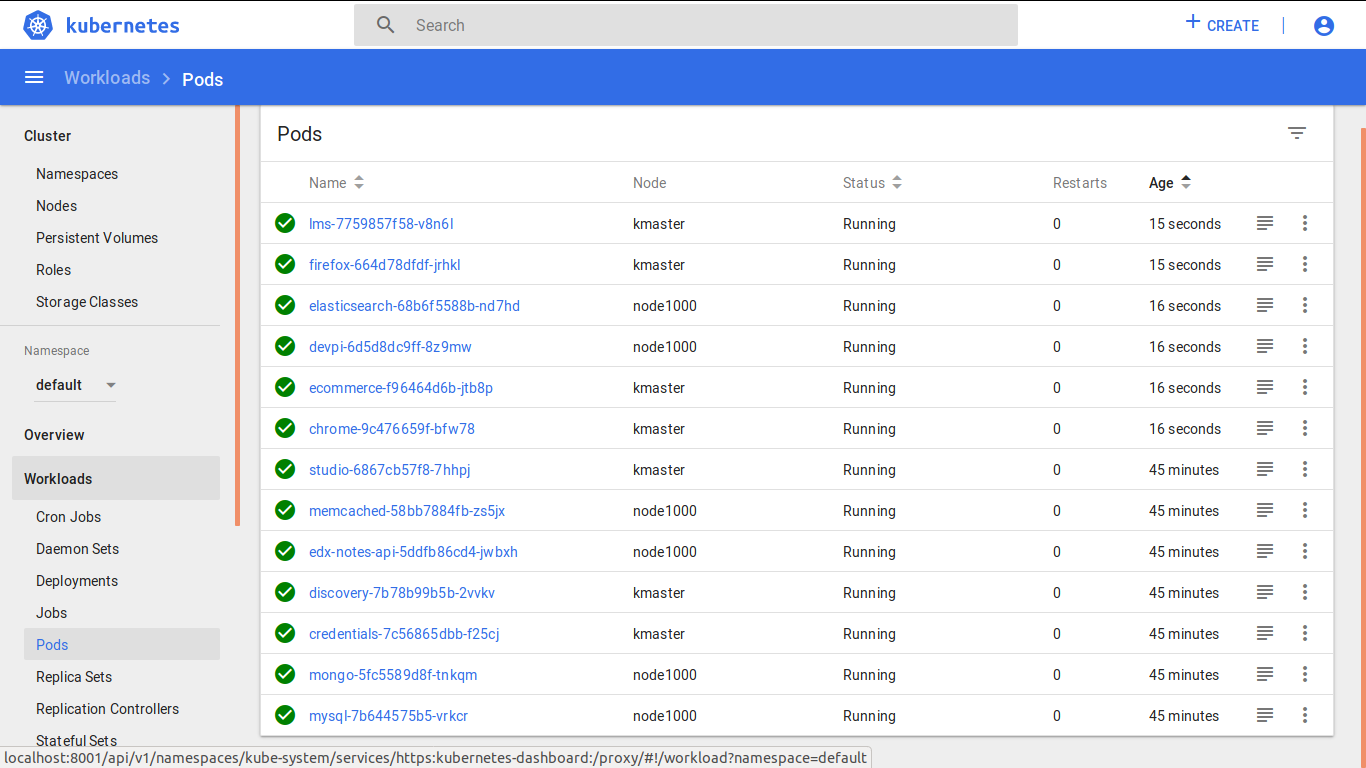 kubernetes
Search
CREATE
Workloads
Pods
Cluster
Namespaces
Nodes
Persistent Volumes
Roles
Storage Classes
Namespace
default
Overview
Workloads
Cron Jobs
Daemon Sets
Deployments
Jobs
Pods
Replica Sets
Replication Controllers
Stateful Sets
Pods
Name Node Status Restarts Age
lms-7759857f58-v8n6l kmaster Running 0 15 seconds
firefox-664d78dfdf-jrhkl kmaster Running 0 15 seconds
elasticsearch-68b6f5588b-nd7hd node1000 Running 0 16 seconds
devpi-6d5d8dc9ff-8z9mw node1000 Running 0 16 seconds
ecommerce-f96464d6b-jtb8p kmaster Running 0 16 seconds
chrome-9c476659f-bfw78 kmaster Running 0 16 seconds
studio-6867cb57f8-7hhpj kmaster Running 0 45 minutes
memcached-58bb7884fb-zs5jx node1000 Running 0 45 minutes
edx-notes-api-5ddfb86cd4-jwbxh node1000 Running 0 45 minutes
discovery-7b78b99b5b-2vvkv kmaster Running 0 45 minutes
credentials-7c56865dbb-f25cj kmaster Running 0 45 minutes
mongo-5fc5589d8f-tnkqm node1000 Running 0 45 minutes
mysql-7b644575b5-vrkcr node1000 Running 0 45 minutes
localhost:8001/api/v1/namespaces/kube-system/services/https:kubernetes-dashboard:/proxy/#!/workload?namespace=default